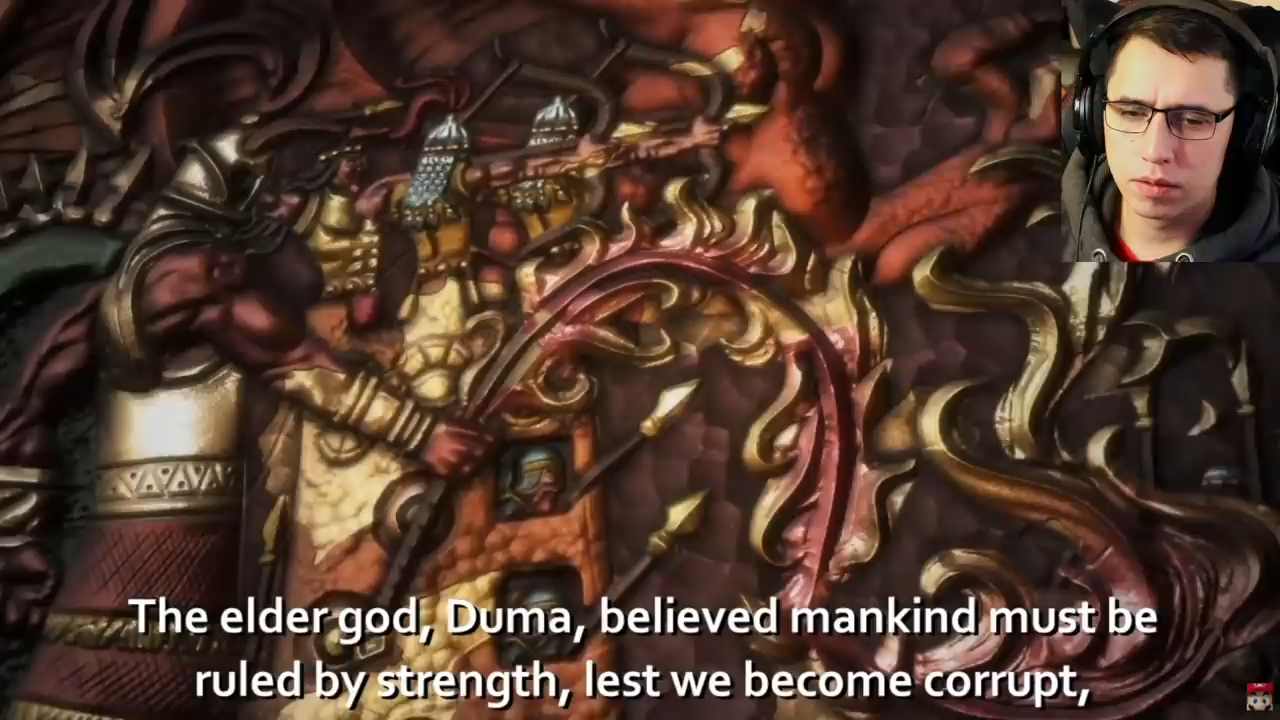 The elder god, Duma, believed mankind must be
ruled by strength, lest we become corrupt,